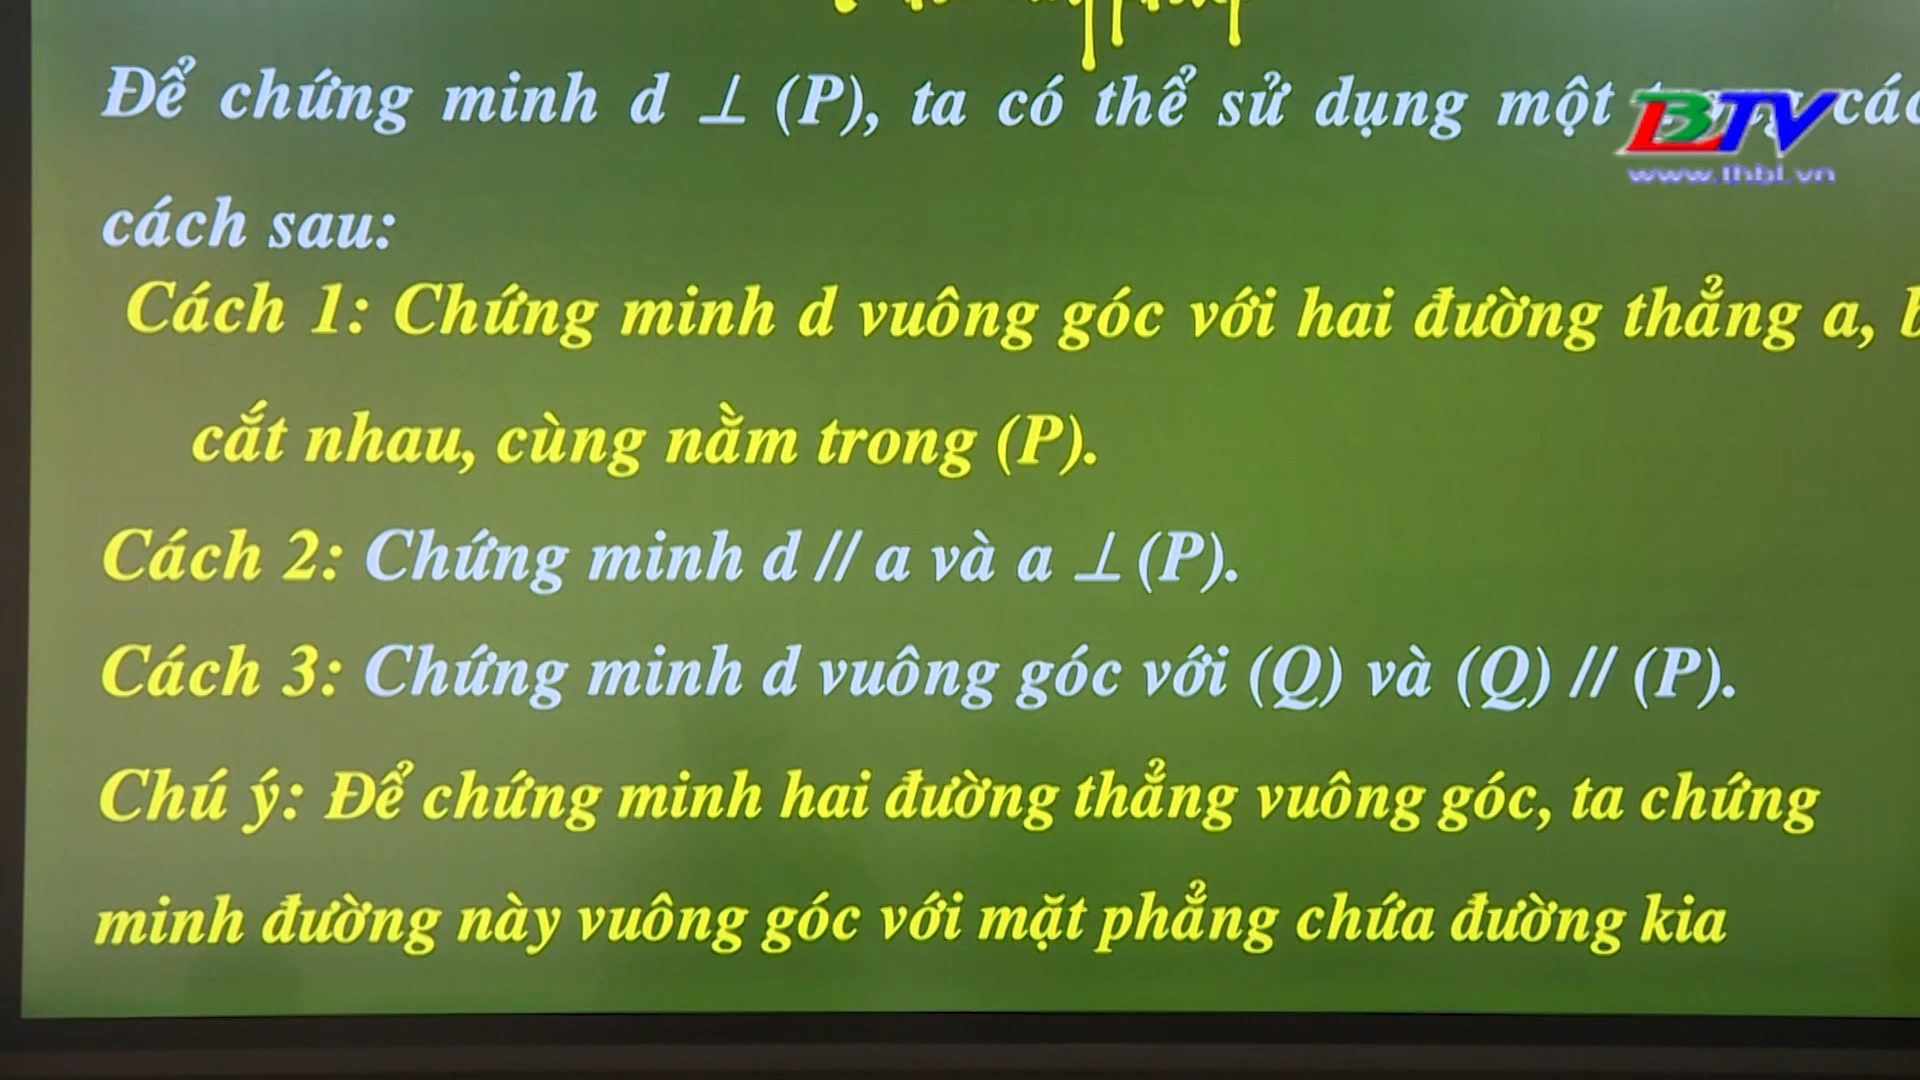 Để chứng minh d ⊥ (P), ta có thể sử dụng một
BTV
www.thbl.vn
cách sau:
Cách 1: Chứng minh d vuông góc với hai đường thẳng a,
cắt nhau, cùng nằm trong (P).
Cách 2: Chứng minh d // a và a ⊥ (P).
Cách 3: Chứng minh d vuông góc với (Q) và (Q) // (P).
Chú ý: Để chứng minh hai đường thẳng vuông góc, ta chứng
minh đường này vuông góc với mặt phẳng chứa đường kia